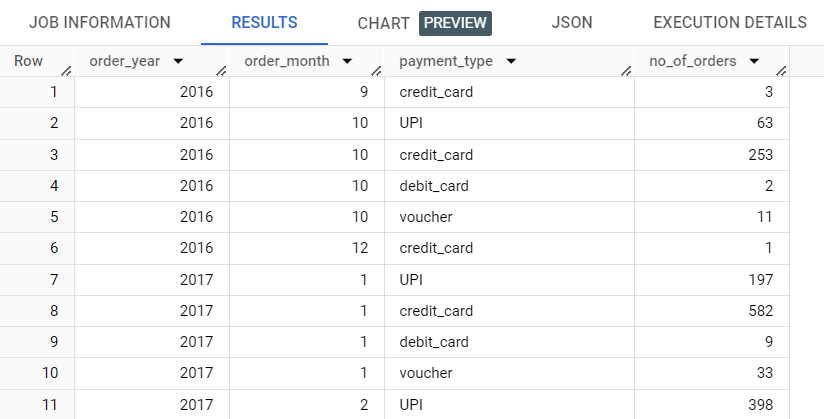 JOB INFORMATION RESULTS CHART PREVIEW JSON EXECUTION DETAILS
Row order_year order_month payment_type no_of_orders
1 2016 9 credit_card 3
2 2016 10 UPI 63
3 2016 10 credit_card 253
4 2016 10 debit_card 2
5 2016 10 voucher 11
6 2016 12 credit_card 1
7 2017 1 UPI 197
8 2017 1 credit_card 582
9 2017 1 debit_card 9
10 2017 1 voucher 33
11 2017 2 UPI 398